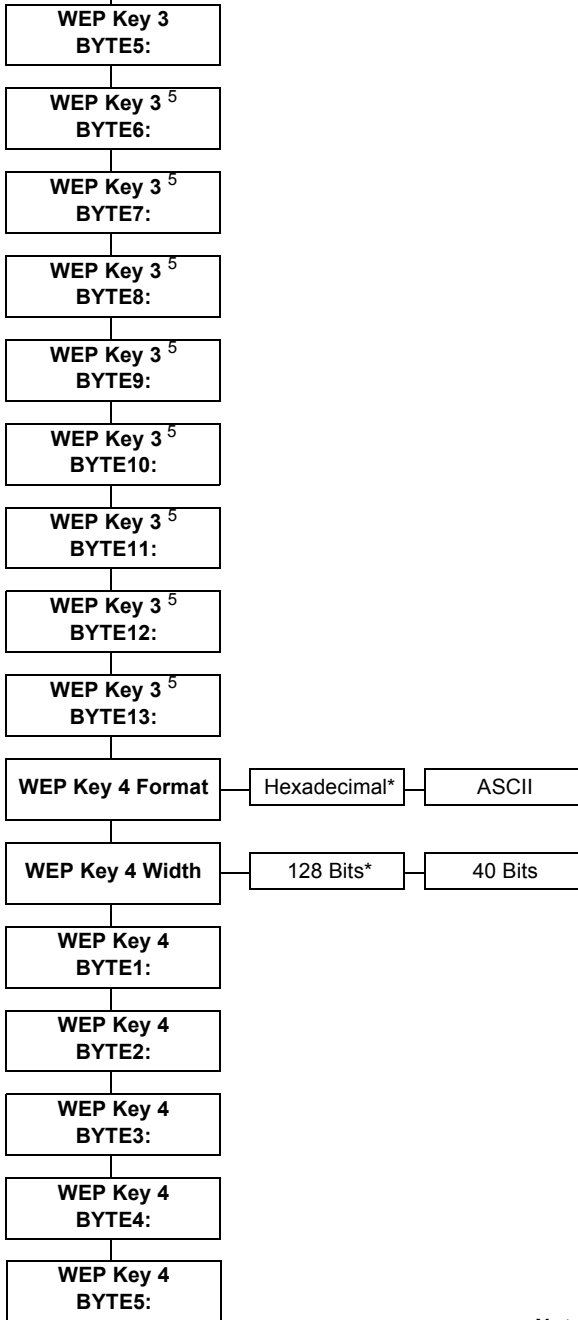 WEP Key 3
BYTE5:
WEP Key 3 5
BYTE6:
WEP Key 3 5
BYTE7:
WEP Key 3 5
BYTE8:
WEP Key 3 5
BYTE9:
WEP Key 3 5
BYTE10:
WEP Key 3 5
BYTE11:
WEP Key 3 5
BYTE12:
WEP Key 3 5
BYTE13:
WEP Key 4 Format Hexadecimal* ASCII
WEP Key 4 Width 128 Bits* 40 Bits
WEP Key 4
BYTE1:
WEP Key 4
BYTE2:
WEP Key 4
BYTE3:
WEP Key 4
BYTE4:
WEP Key 4
BYTE5: